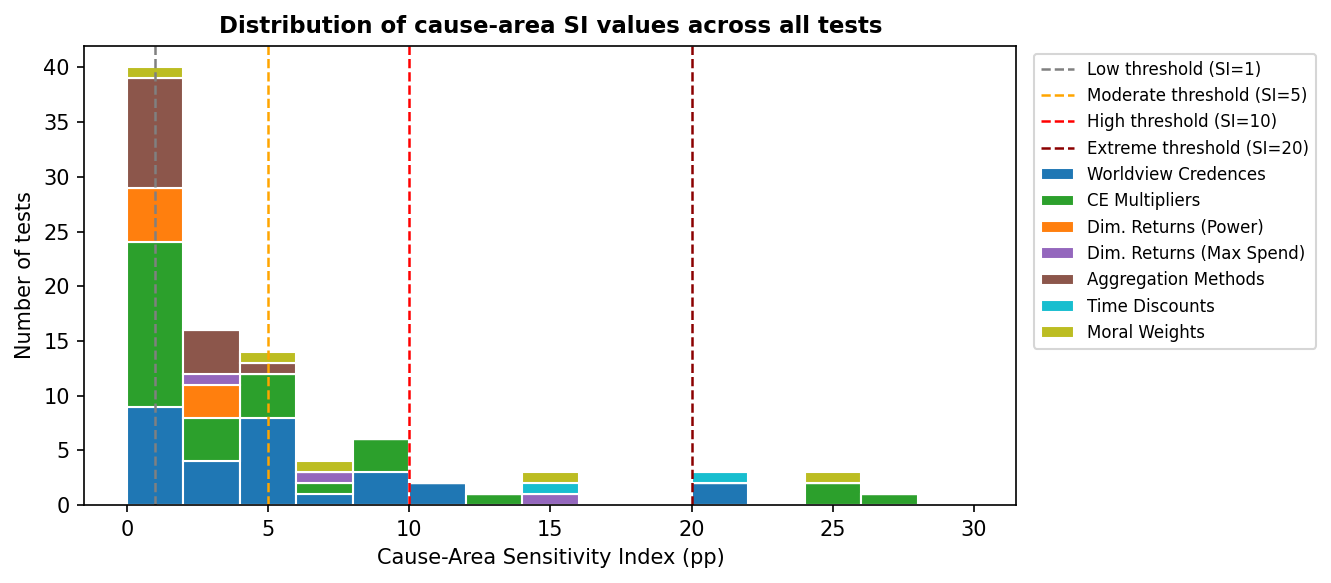 Distribution of cause-area SI values across all tests
Number of tests
40
35
30
25
20
15
10
5
0
0
5
10
15
20
25
30
Cause-Area Sensitivity Index (pp)
Low threshold (SI=1)
Moderate threshold (SI=5)
High threshold (SI=10)
Extreme threshold (SI=20)
Worldview Credences
CE Multipliers
Dim. Returns (Power)
Dim. Returns (Max Spend)
Aggregation Methods
Time Discounts
Moral Weights